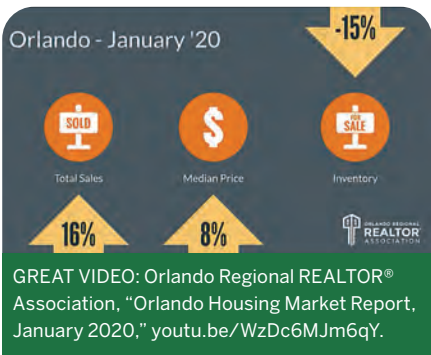 -15%
Orlando - January '20
SOLD
FOR
SALE
Total Sales
Median Price
Inventory
16%
8%
ORLANDO REGIONAL
REALTOR®
ASSOCIATION
GREAT VIDEO: Orlando Regional REALTOR®
Association, “Orlando Housing Market Report,
January 2020,” youtu.be/WzDc6MJm6qY.